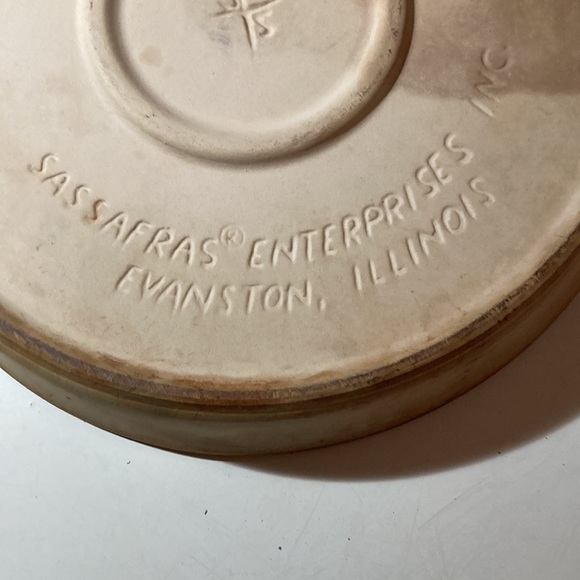 SASSAFRAS® ENTERPRISES INC
EVANSTON, ILLINOIS